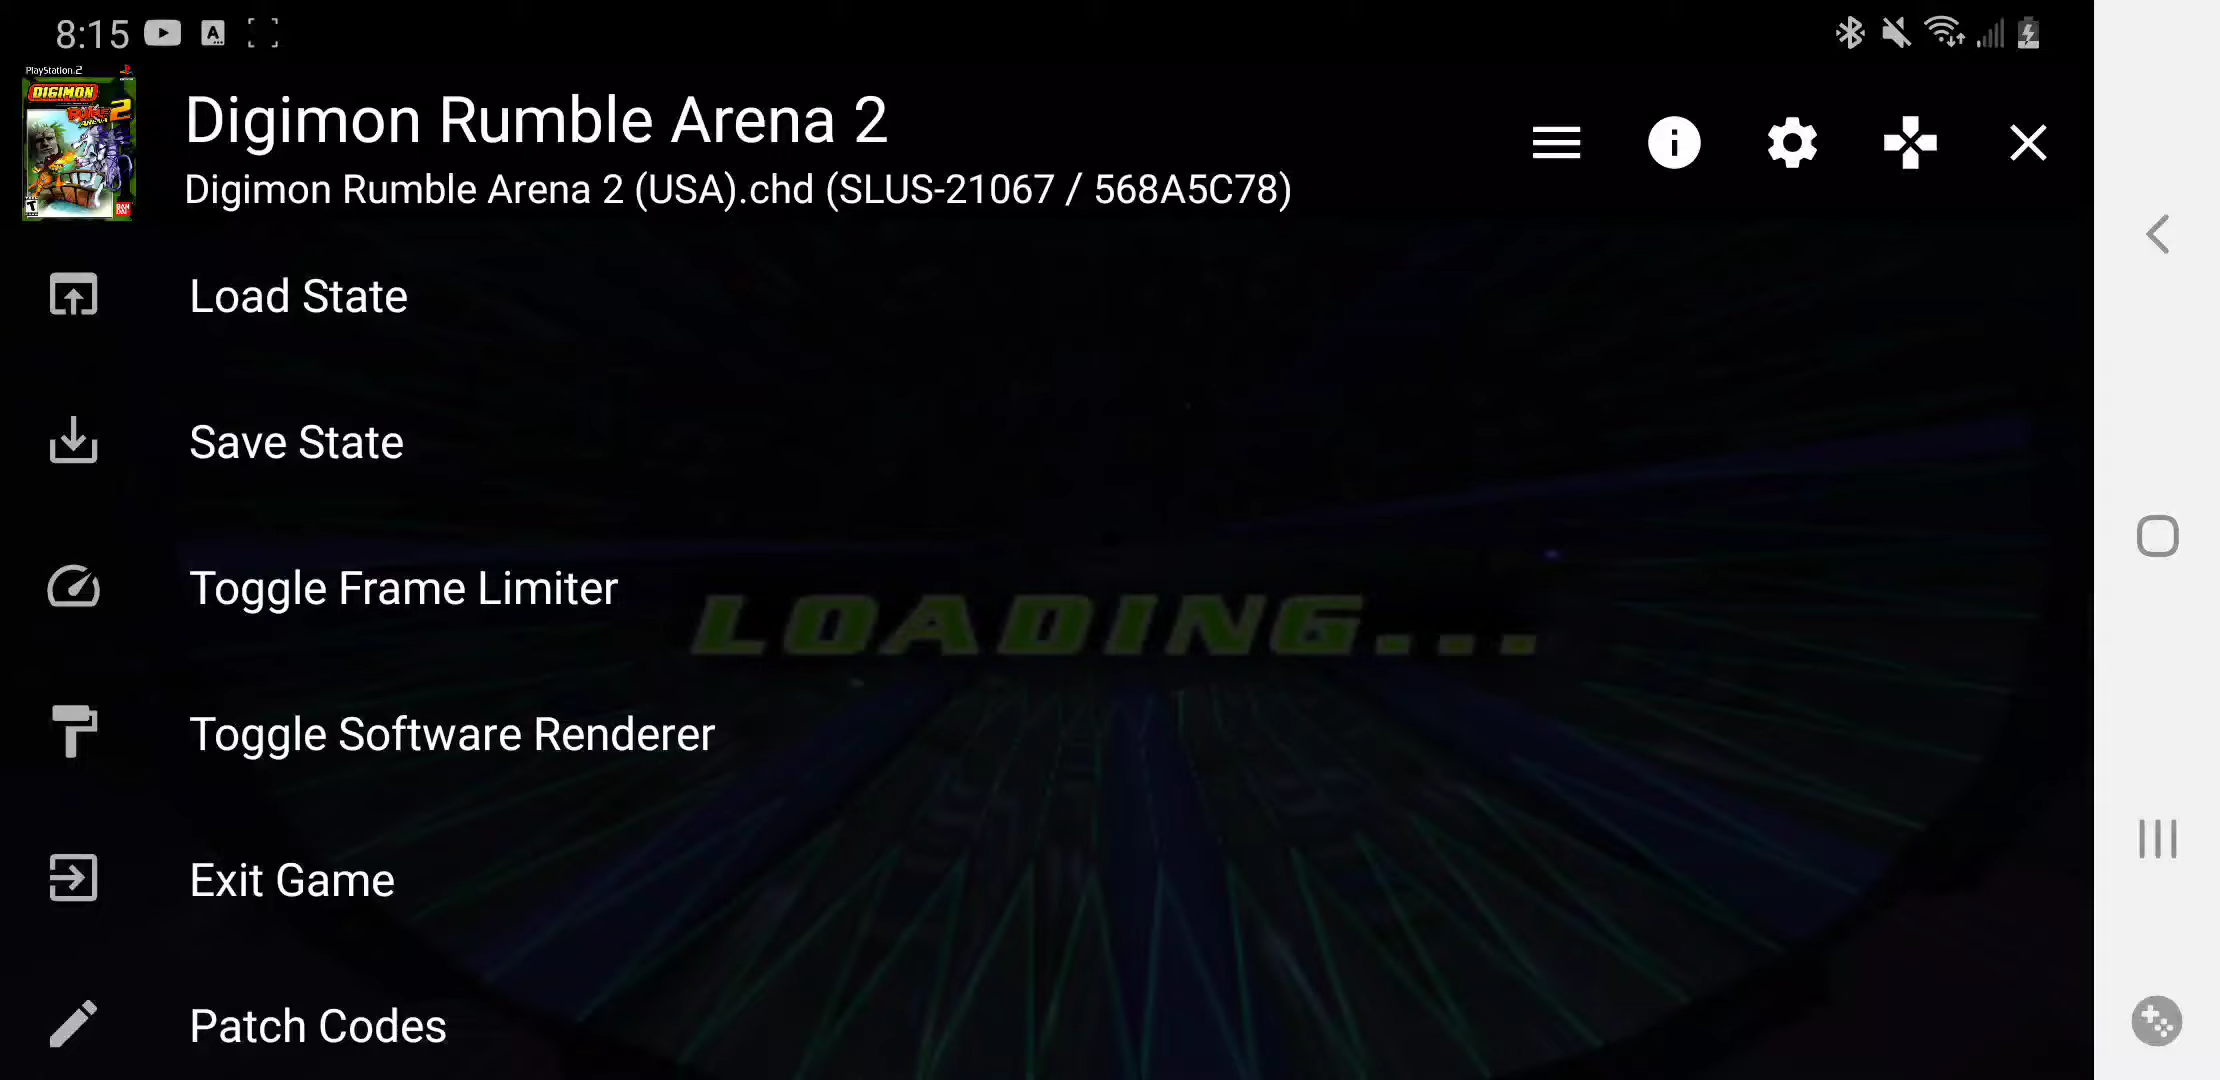 8:15
PlayStation.2
DIGIMON
2
Digimon Rumble Arena 2
Digimon Rumble Arena 2 (USA).chd (SLUS-21067 / 568A5C78)
Load State
Save State
Toggle Frame Limiter
LOADING...
Toggle Software Renderer
Exit Game
Patch Codes